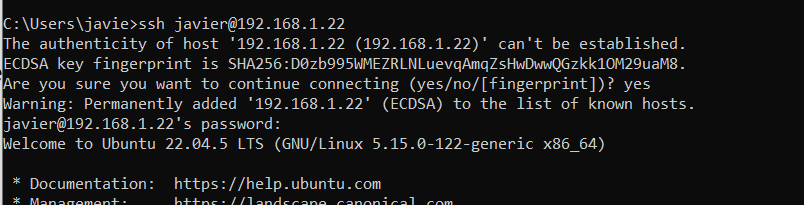 C:\Users\javie>ssh javier@192.168.1.22
The authenticity of host '192.168.1.22 (192.168.1.22)' can't be established.
ECDSA key fingerprint is SHA256:D0zb995WMEZRLNLuevqAmqZsHwDwwQGzkk1OM29uaM8.
Are you sure you want to continue connecting (yes/no/[fingerprint])? yes
Warning: Permanently added '192.168.1.22' (ECDSA) to the list of known hosts.
javier@192.168.1.22's password:
Welcome to Ubuntu 22.04.5 LTS (GNU/Linux 5.15.0-122-generic x86_64)
* Documentation: https://help.ubuntu.com
* Management: https://landscape.canonical.com